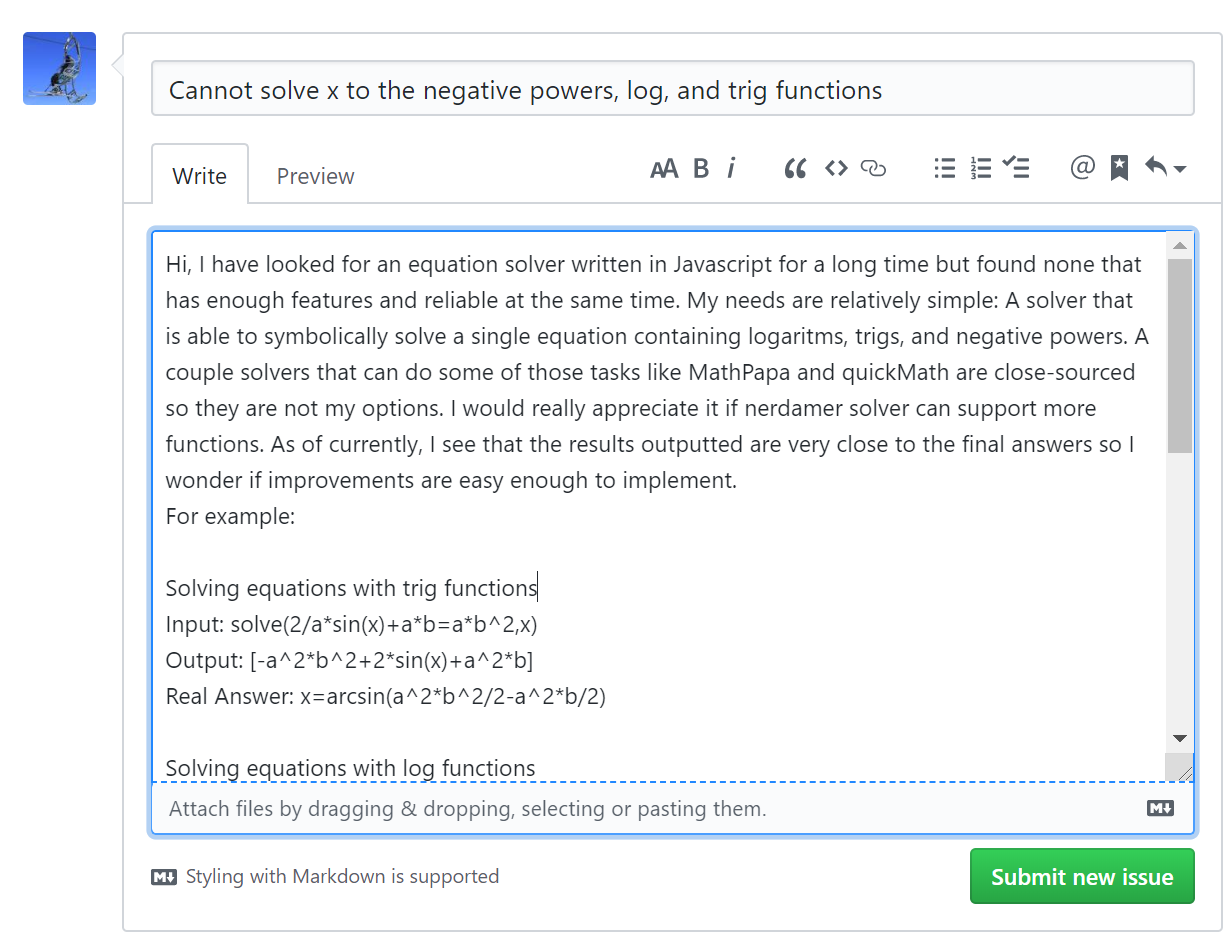 Cannot solve x to the negative powers, log, and trig functions
Write Preview AA B i
Hi, I have looked for an equation solver written in Javascript for a long time but found none that
has enough features and reliable at the same time. My needs are relatively simple: A solver that
is able to symbolically solve a single equation containing logaritms, trigs, and negative powers. A
couple solvers that can do some of those tasks like MathPapa and quickMath are close-sourced
so they are not my options. I would really appreciate it if nerdamer solver can support more
functions. As of currently, I see that the results outputted are very close to the final answers so I
wonder if improvements are easy enough to implement.
For example:
Solving equations with trig functions
Input: solve(2/a*sin(x)+a*b=a*b^2,x)
Output: [-a^2*b^2+2*sin(x)+a^2*b]
Real Answer: x=arcsin(a^2*b^2/2-a^2*b/2)
Solving equations with log functions
Attach files by dragging & dropping, selecting or pasting them.
Styling with Markdown is supported
Submit new issue